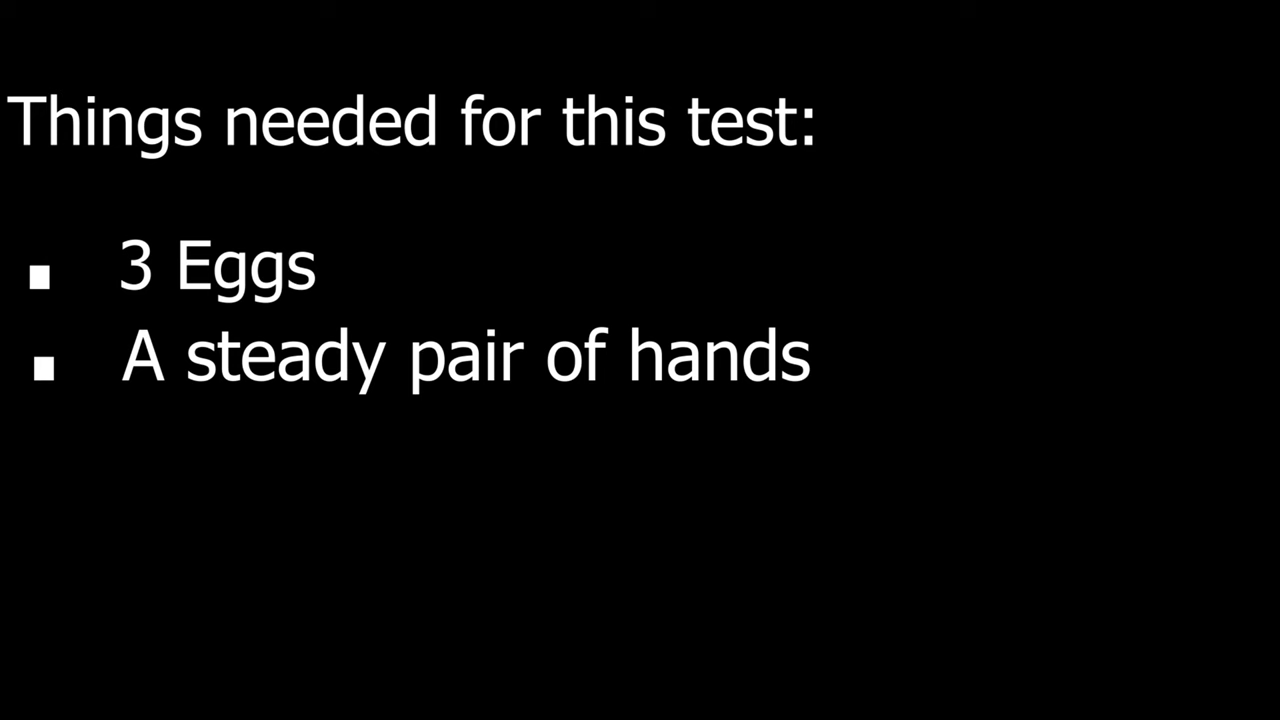 Things needed for this test:
▪ 3 Eggs
▪ A steady pair of hands